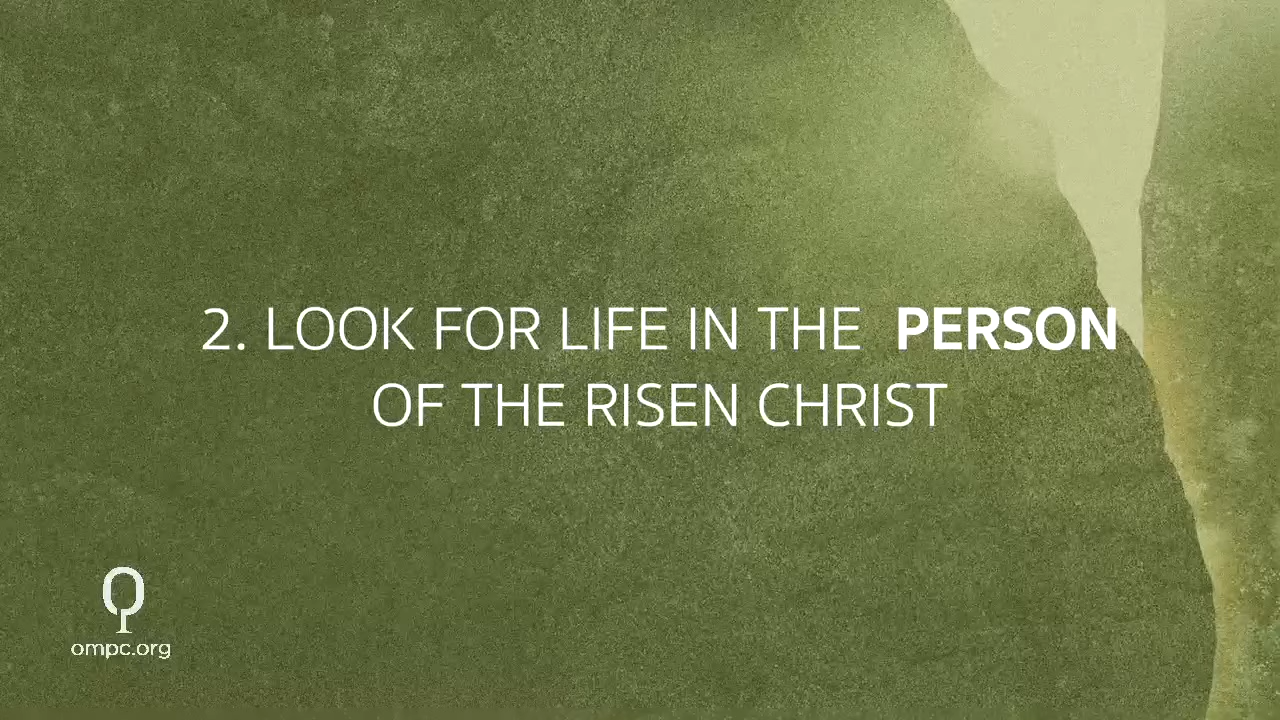 2. LOOK FOR LIFE IN THE PERSON
OF THE RISEN CHRIST
ompc.org